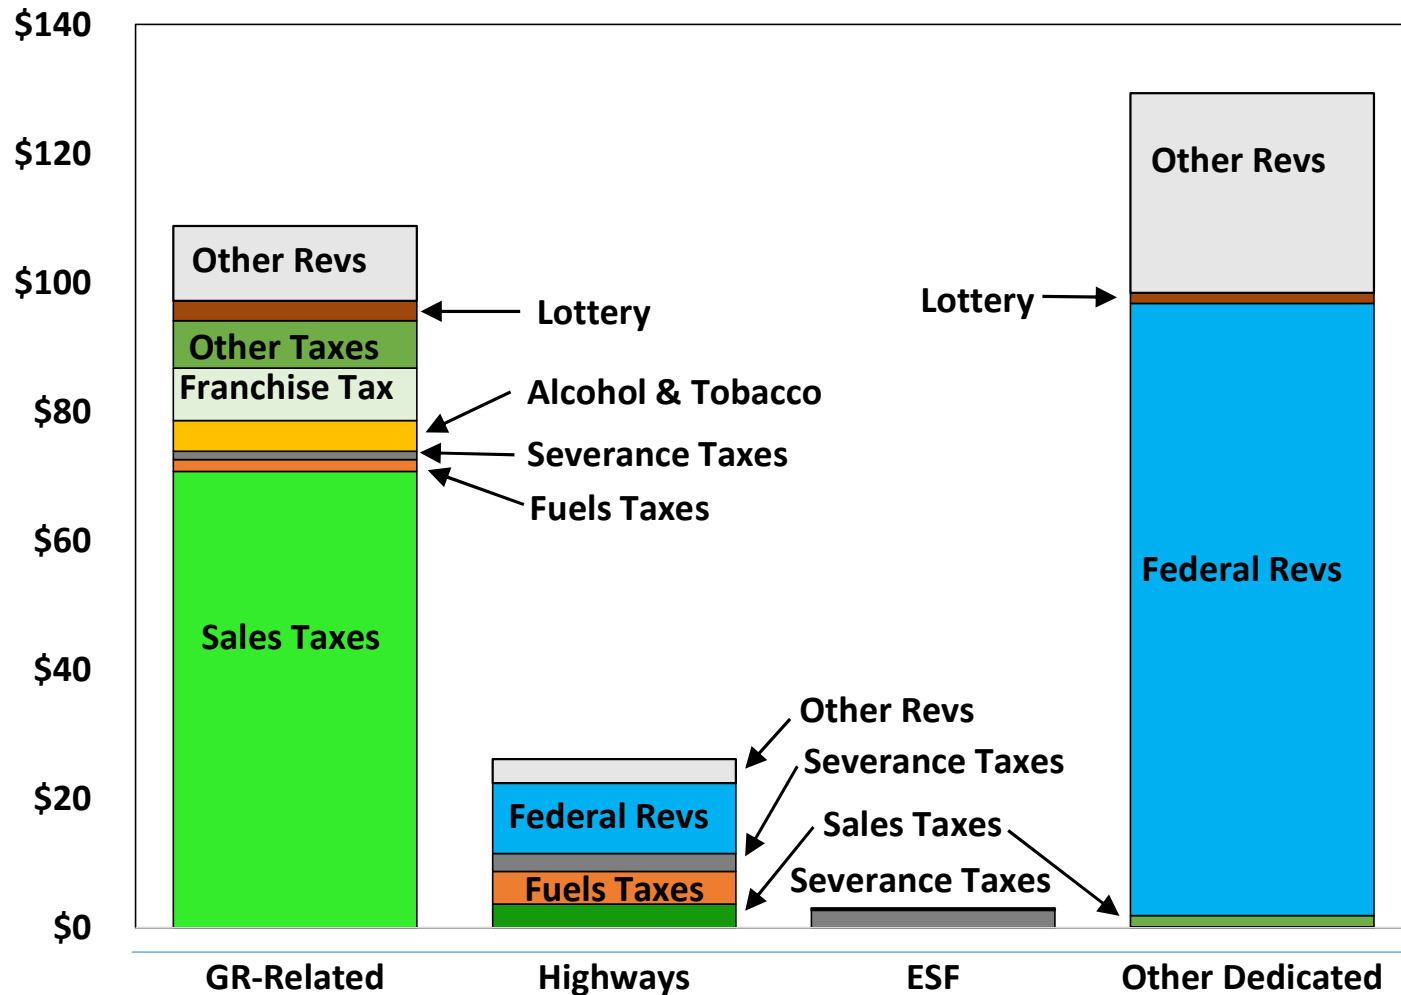 $140
$120
$100
$80
$60
$40
$20
$0
Other Revs
Lottery
Other Taxes
Franchise Tax
Alcohol & Tobacco
Severance Taxes
Fuels Taxes
Sales Taxes
Other Revs
Severance Taxes
Federal Revs
Sales Taxes
Fuels Taxes
Severance Taxes
Other Revs
Lottery
Federal Revs
GR-Related
Highways
ESF
Other Dedicated